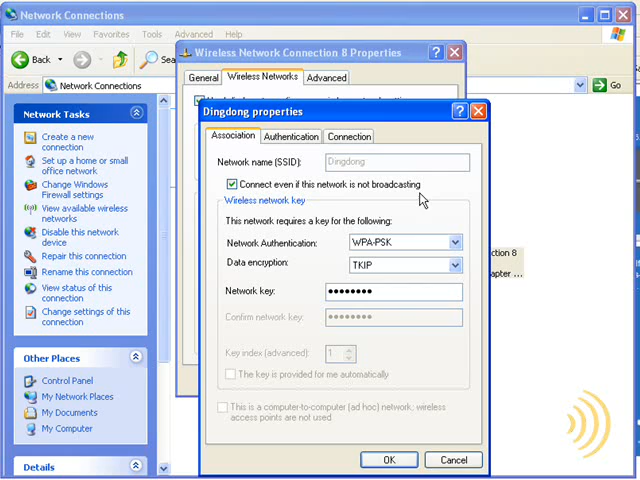 Network Connections
File Edit View Favorites Tools Advanced Help
Back
Address Network Connections Go
Network Tasks
Create a new
connection
Set up a home or small
office network
Change Windows
Firewall settings
View available wireless
networks
Disable this network
device
Repair this connection
Rename this connection
View status of this
connection
Change settings of this
connection
Other Places
Control Panel
My Network Places
My Documents
My Computer
Details
Wireless Network Connection 8 Properties
General Wireless Networks Advanced
Dingdong properties
Association Authentication Connection
Network name (SSID): Dingdong
Connect even if this network is not broadcasting
Wireless network key
This network requires a key for the following:
Network Authentication: WPA-PSK
Data encryption: TKIP
Network key: ••••••••
Confirm network key: ••••••••
Key index (advanced): 1
The key is provided for me automatically
This is a computer-to-computer (ad hoc) network; wireless
access points are not used
OK Cancel